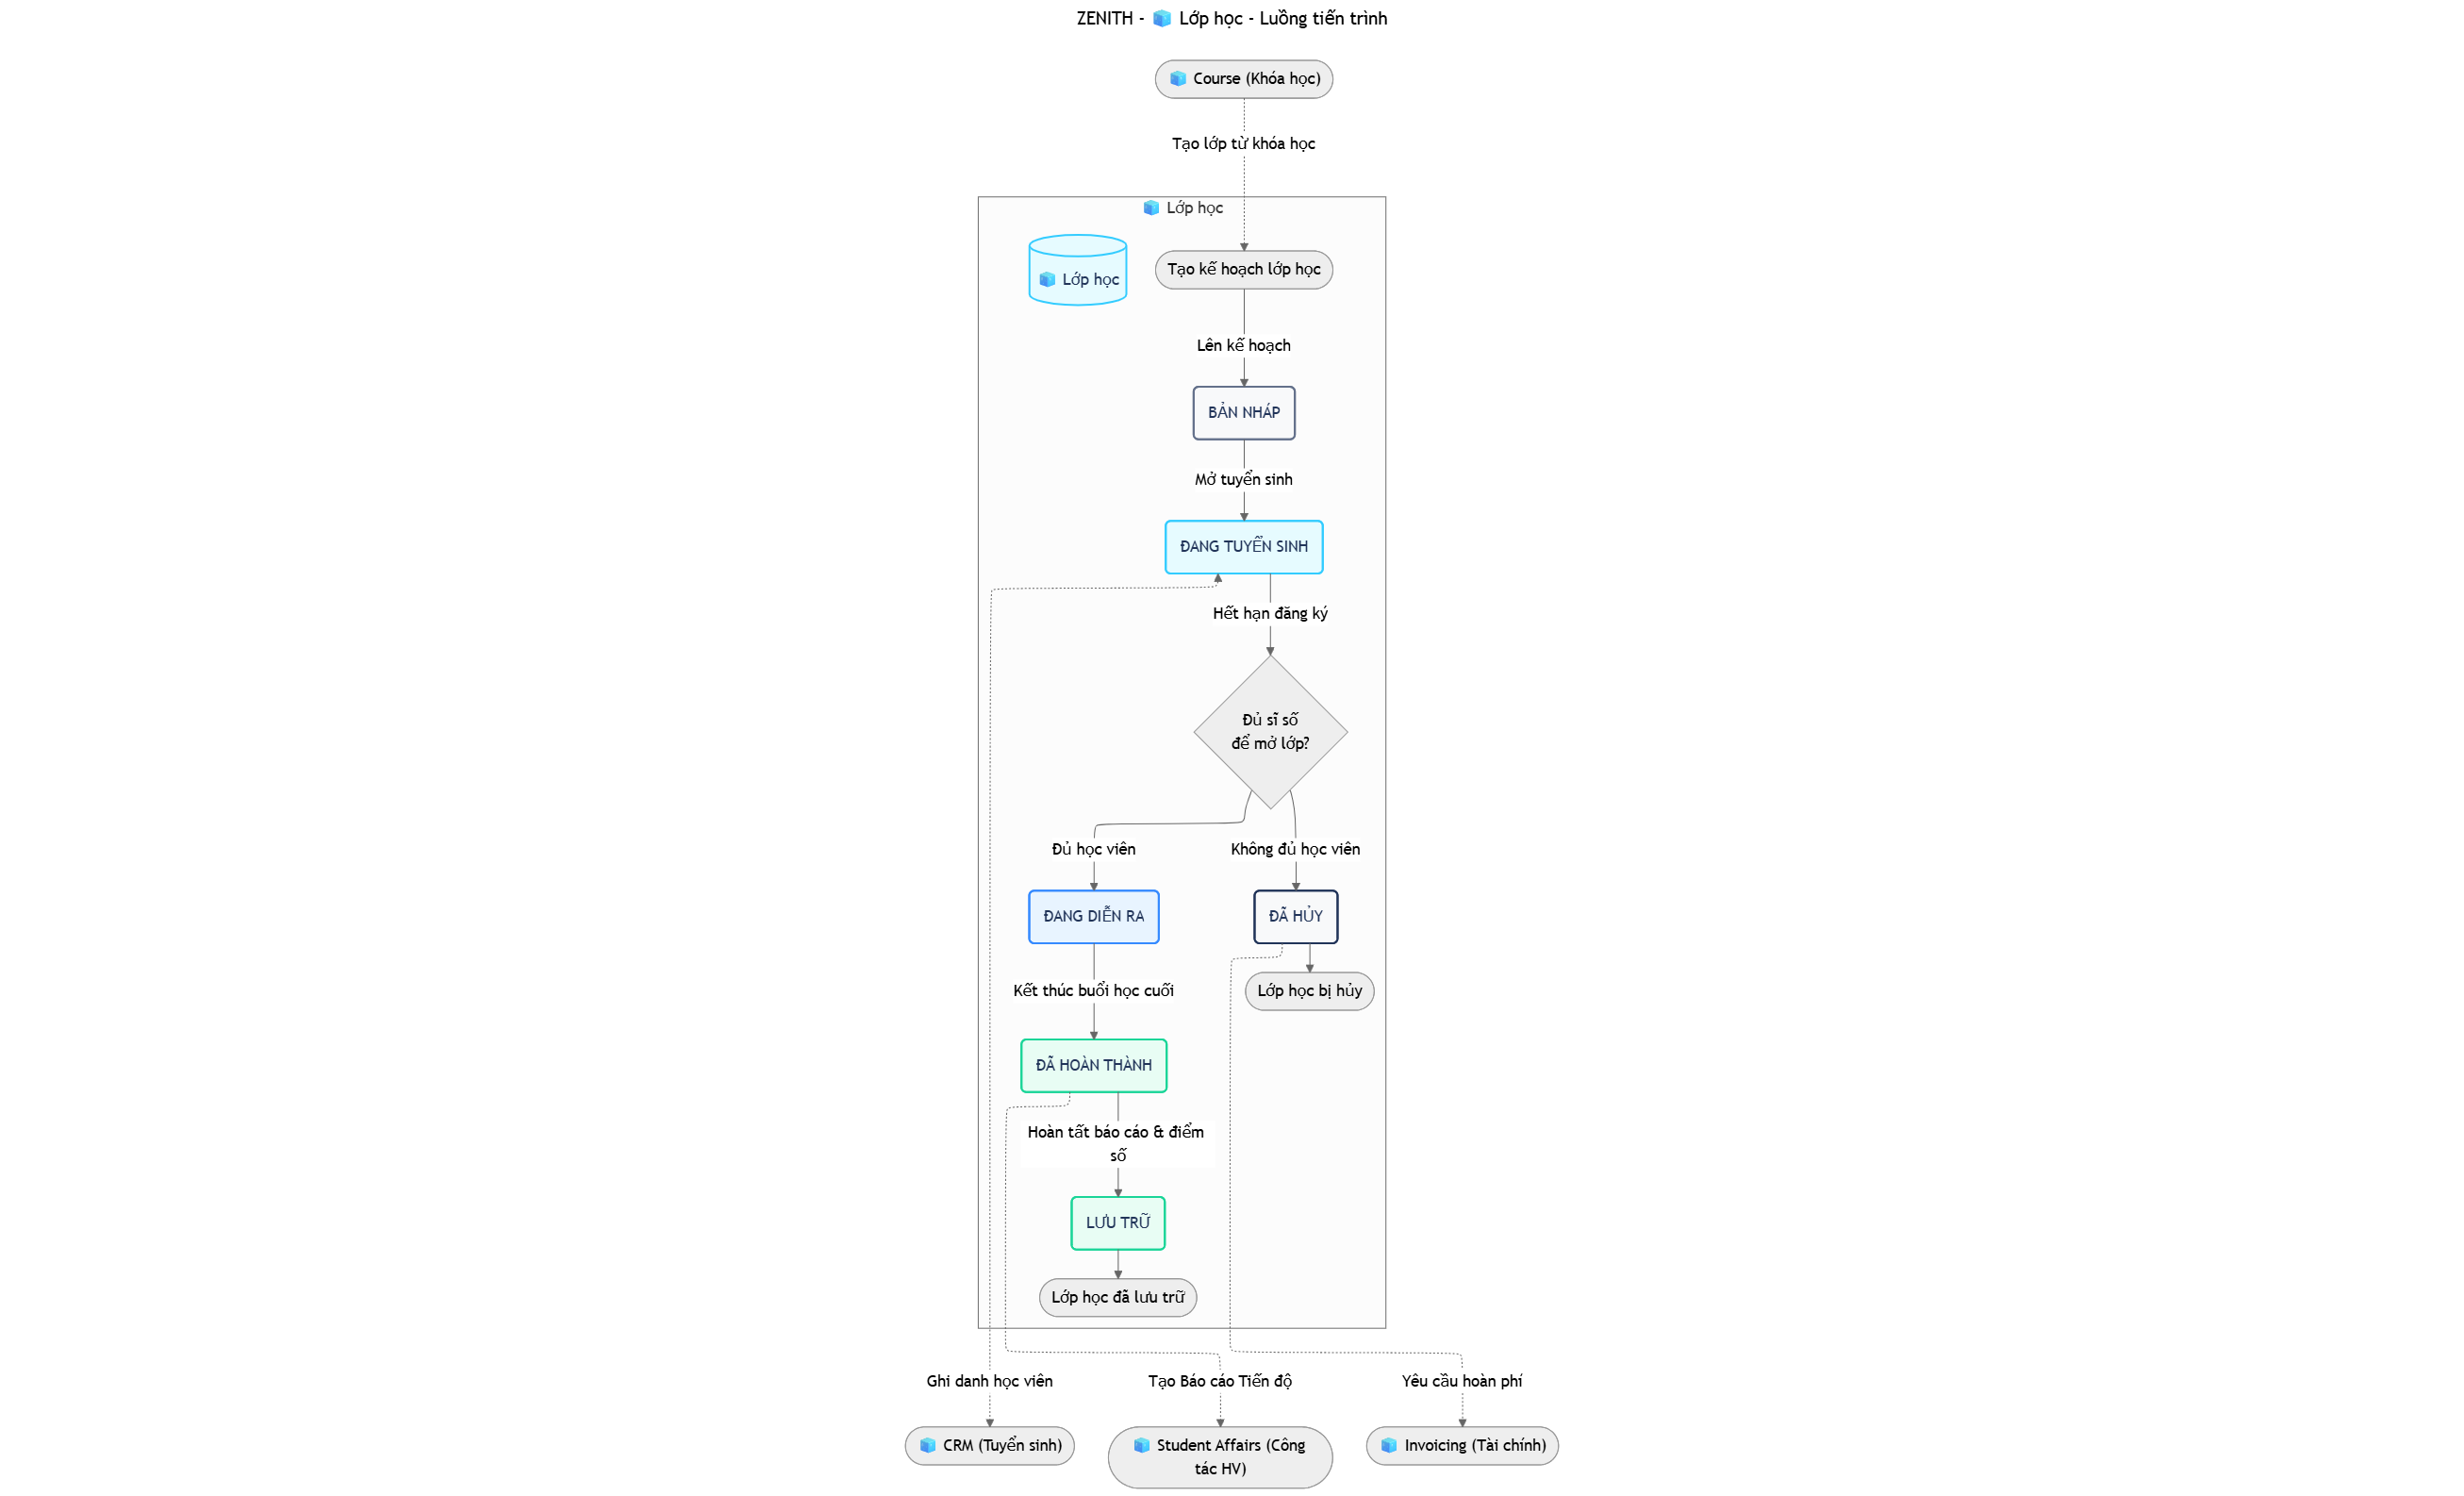 ZENITH - Lớp học - Luồng tiến trình
Course (Khóa học)
Tạo lớp từ khóa học
Lớp học
Lớp học
Tạo kế hoạch lớp học
Lên kế hoạch
BẢN NHÁP
Mở tuyển sinh
ĐANG TUYỂN SINH
Hết hạn đăng ký
Đủ sĩ số
để mở lớp?
Đủ học viên
Không đủ học viên
ĐANG DIỄN RA
ĐÃ HỦY
Kết thúc buổi học cuối
Lớp học bị hủy
ĐÃ HOÀN THÀNH
Hoàn tất báo cáo & điểm
số
LƯU TRỮ
Lớp học đã lưu trữ
Ghi danh học viên
Tạo Báo cáo Tiến độ
Yêu cầu hoàn phí
CRM (Tuyển sinh)
Student Affairs (Công
tác HV)
Invoicing (Tài chính)